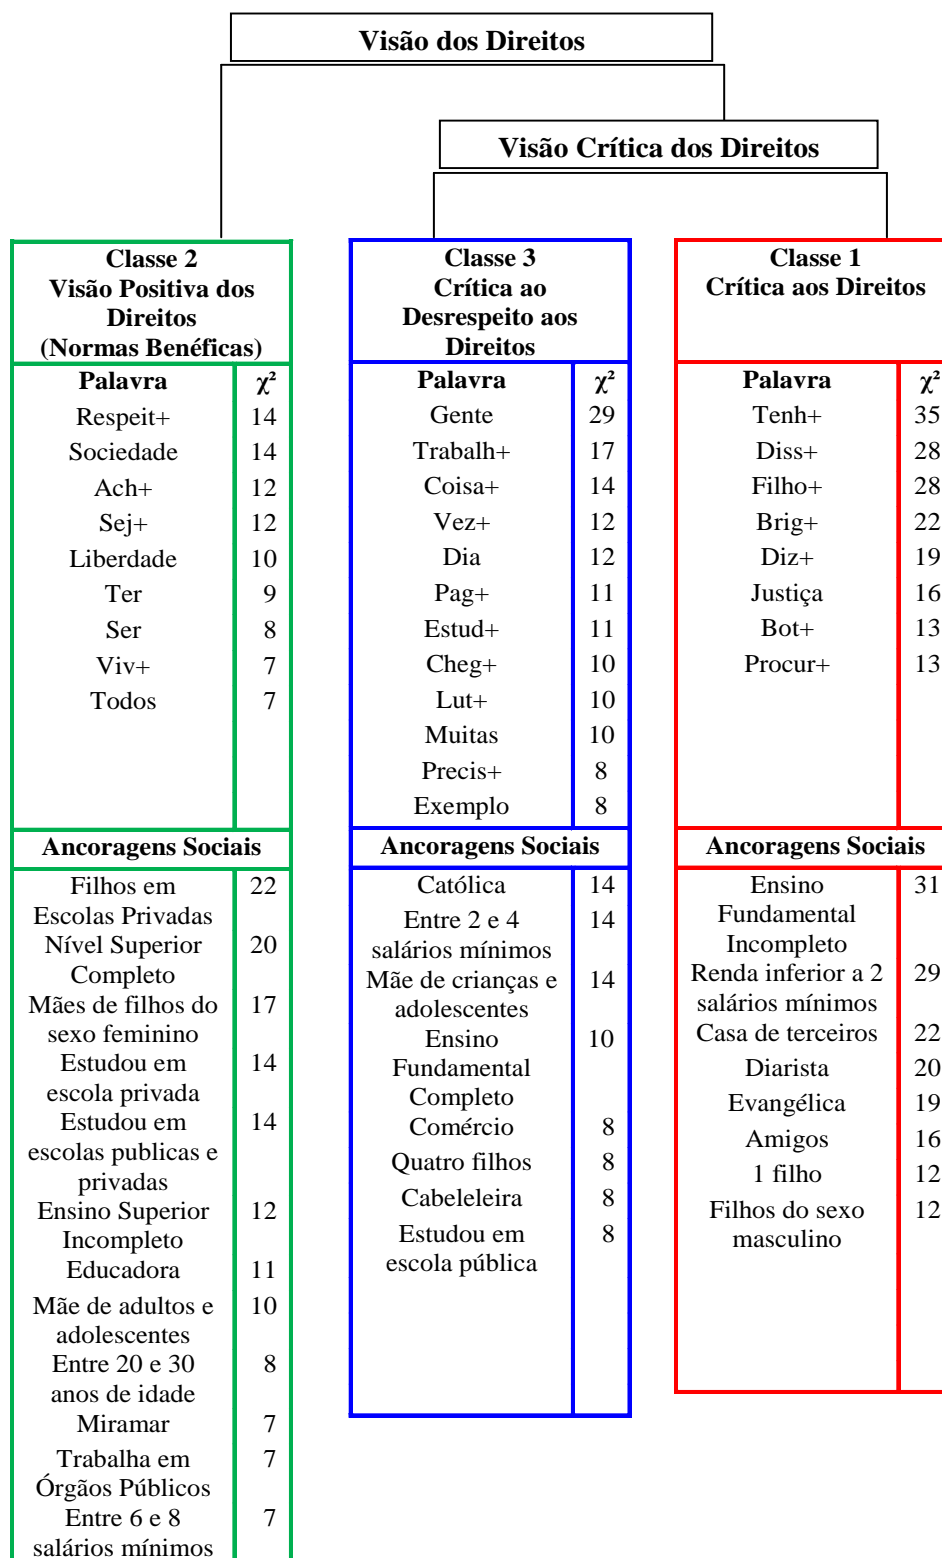 Visão dos Direitos
Visão Crítica dos Direitos
Classe 2
Visão Positiva dos
Direitos
(Normas Benéficas)
Palavra χ²
Respeit+ 14
Sociedade 14
Ach+ 12
Sej+ 12
Liberdade 10
Ter 9
Ser 8
Viv+ 7
Todos 7
Ancoragens Sociais
Filhos em 22
Escolas Privadas
Nível Superior 20
Completo
Mães de filhos do 17
sexo feminino
Estudou em 14
escola privada
Estudou em 14
escolas publicas e
privadas
Ensino Superior 12
Incompleto
Educadora 11
Mãe de adultos e 10
adolescentes
Entre 20 e 30 8
anos de idade
Miramar 7
Trabalha em 7
Órgãos Públicos
Entre 6 e 8 7
salários mínimos
Classe 3
Crítica ao
Desrespeito aos
Direitos
Palavra χ²
Gente 29
Trabalh+ 17
Coisa+ 14
Vez+ 12
Dia 12
Pag+ 11
Estud+ 11
Cheg+ 10
Lut+ 10
Muitas 10
Precis+ 8
Exemplo 8
Ancoragens Sociais
Católica 14
Entre 2 e 4 14
salários mínimos
Mãe de crianças e 14
adolescentes
Ensino 10
Fundamental
Completo
Comércio 8
Quatro filhos 8
Cabeleleira 8
Estudou em 8
escola pública
Classe 1
Crítica aos Direitos
Palavra χ²
Tenh+ 35
Diss+ 28
Filho+ 28
Brig+ 22
Diz+ 19
Justiça 16
Bot+ 13
Procur+ 13
Ancoragens Sociais
Ensino 31
Fundamental
Incompleto
Renda inferior a 2 29
salários mínimos
Casa de terceiros 22
Diarista 20
Evangélica 19
Amigos 16
1 filho 12
Filhos do sexo 12
masculino